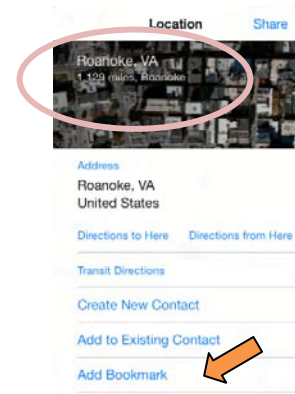 Location Share
Roanoke, VA
1,129 miles, Roanoke
Address
Roanoke, VA
United States
Directions to Here Directions from Here
Transit Directions
Create New Contact
Add to Existing Contact
Add Bookmark